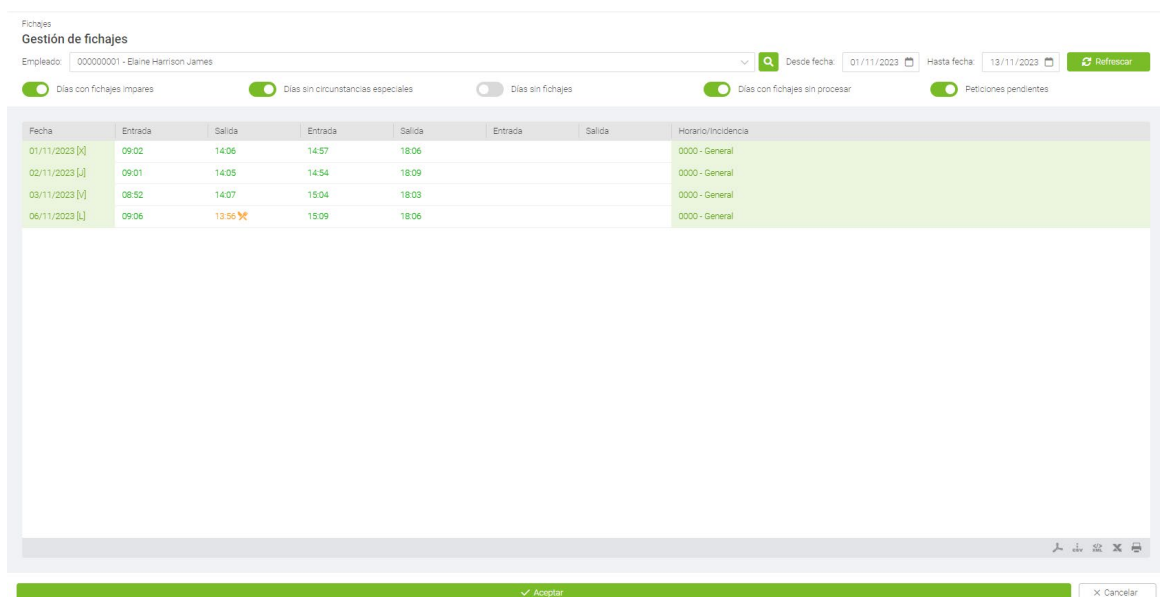 Fichajes
Gestión de fichajes
Empleado: 000000001 - Elaine Harrison James Desde fecha: 01/11/2023 Hasta fecha: 13/11/2023 Refrescar
Días con fichajes impares Días sin circunstancias especiales Días sin fichajes Días con fichajes sin procesar Peticiones pendientes
Fecha Entrada Salida Entrada Salida Entrada Salida Horario/Incidencia
01/11/2023 [X] 09:02 14:06 14:57 18:06 0000 - General
02/11/2023 [J] 09:01 14:05 14:54 18:09 0000 - General
03/11/2023 [V] 08:52 14:07 15:04 18:03 0000 - General
06/11/2023 [L] 09:06 13:56 15:09 18:06 0000 - General
CSV XML
Aceptar Cancelar